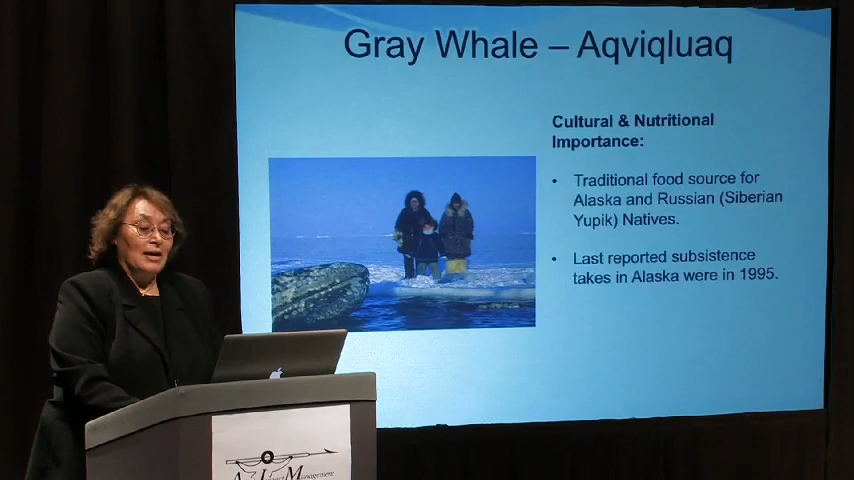 Gray Whale – Aqviqluaq
Cultural & Nutritional
Importance:
• Traditional food source for
Alaska and Russian (Siberian
Yupik) Natives.
• Last reported subsistence
takes in Alaska were in 1995.
Management